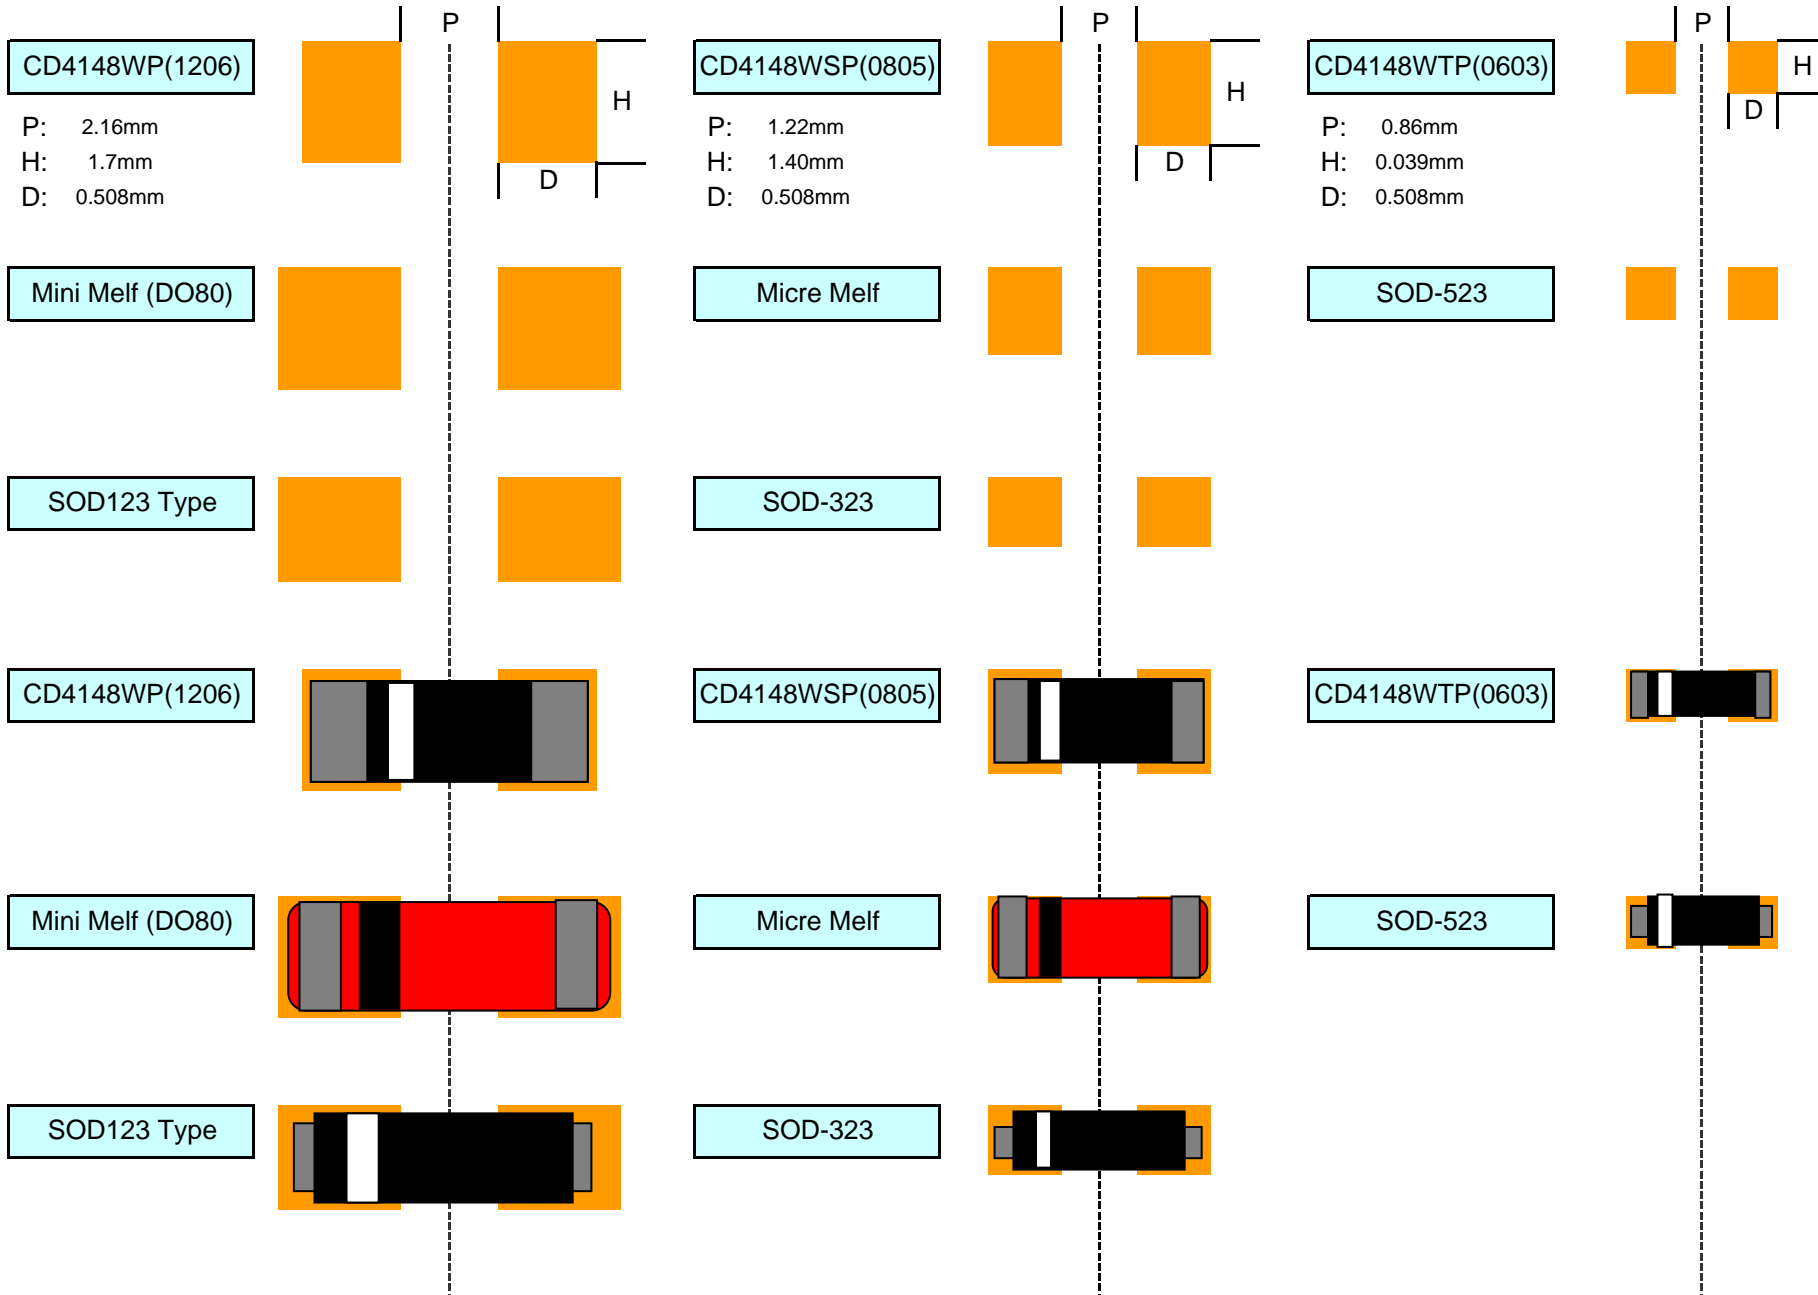 P
CD4148WP(1206)
H
P: 2.16mm
H: 1.7mm
D: 0.508mm
D
P
CD4148WSP(0805)
H
P: 1.22mm
H: 1.40mm
D: 0.508mm
D
P
CD4148WTP(0603)
H
D
P: 0.86mm
H: 0.039mm
D: 0.508mm
Mini Melf (DO80)
Micre Melf
SOD-523
SOD123 Type
SOD-323
CD4148WP(1206)
CD4148WSP(0805)
CD4148WTP(0603)
Mini Melf (DO80)
Micre Melf
SOD-523
SOD123 Type
SOD-323